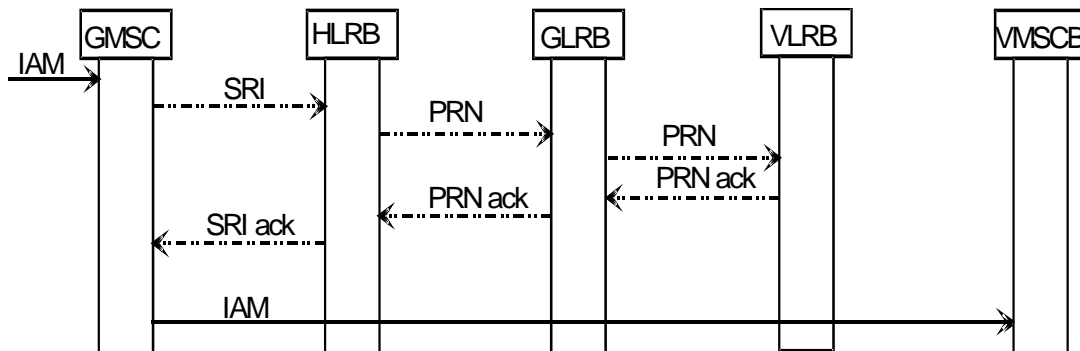 GMSC
HLRB
GLRB
VLRB
VMSCB
IAM
SRI
PRN
PRN
PRN ack
PRN ack
SRI ack
IAM